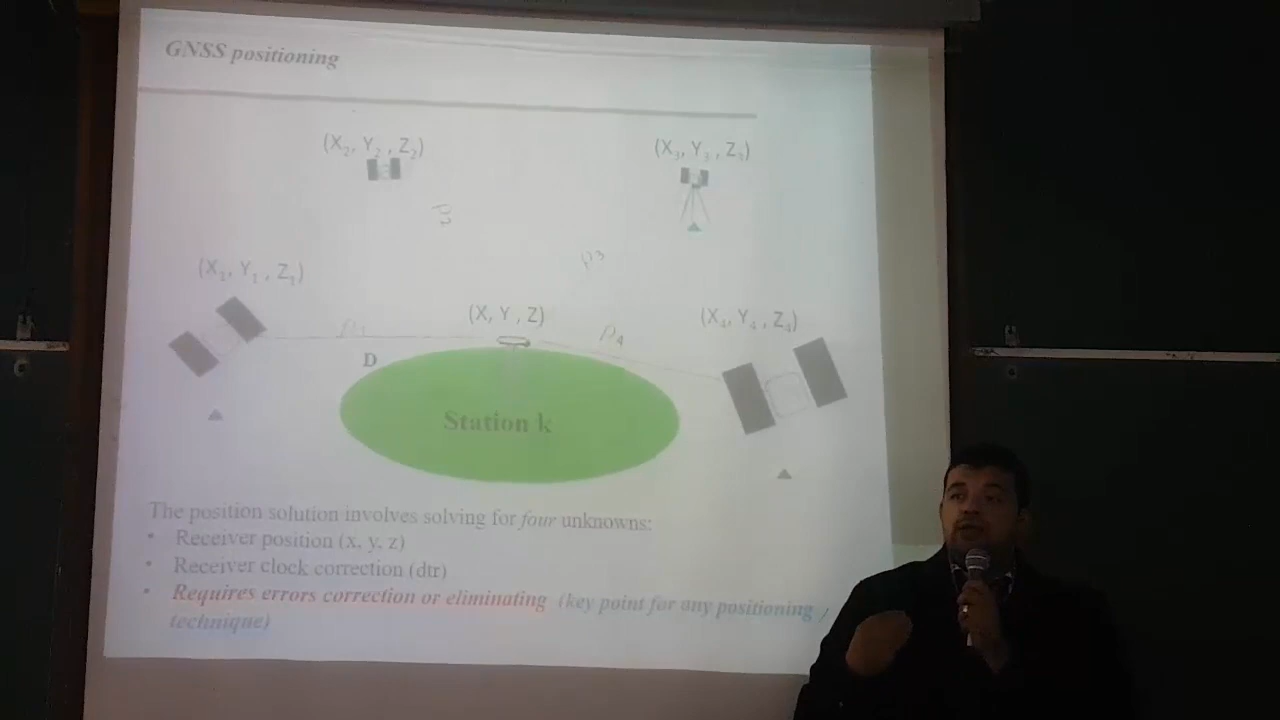 GNSS positioning
(X₂, Y₂, Z₂)
(X₃, Y₃, Z₃)
ρ³
(X₁, Y₁, Z₁)
(X, Y, Z)
(X₄, Y₄, Z₄)
ρ₁
ρ₄
D
Station k
The position solution involves solving for four unknowns:
• Receiver position (x, y, z)
• Receiver clock correction (dtr)
• Requires errors correction or eliminating (key point for any positioning /
technique)